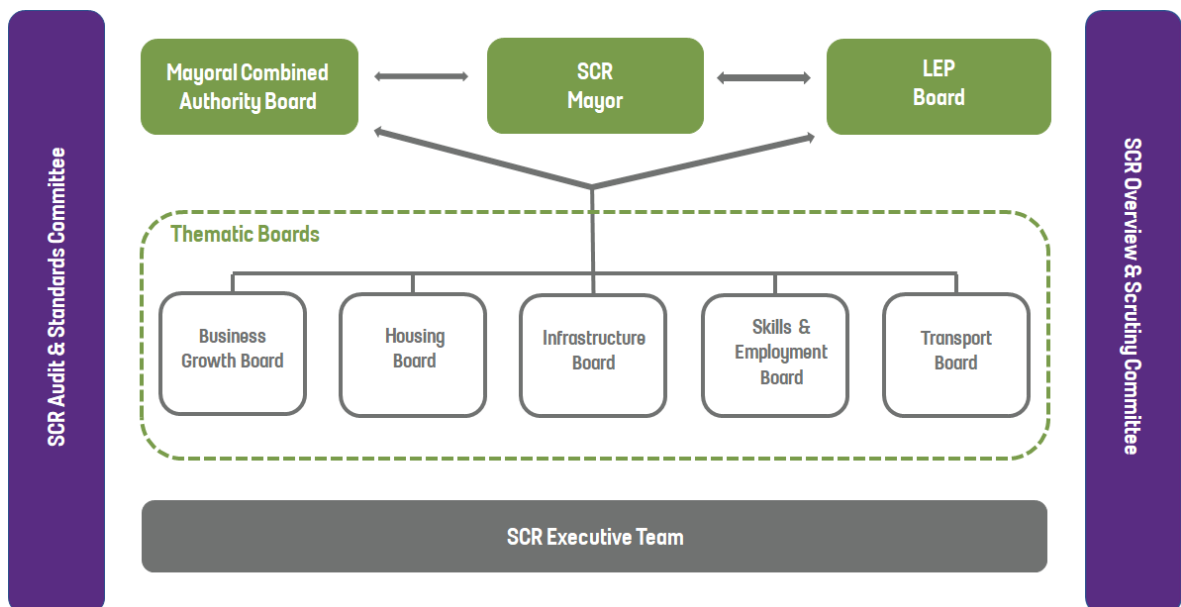 SCR Audit & Standards Committee
Mayoral Combined
Authority Board
SCR
Mayor
LEP
Board
Thematic Boards
Business
Growth Board
Housing
Board
Infrastructure
Board
Skills &
Employment
Board
Transport
Board
SCR Executive Team
SCR Overview & Scrutiny Committee